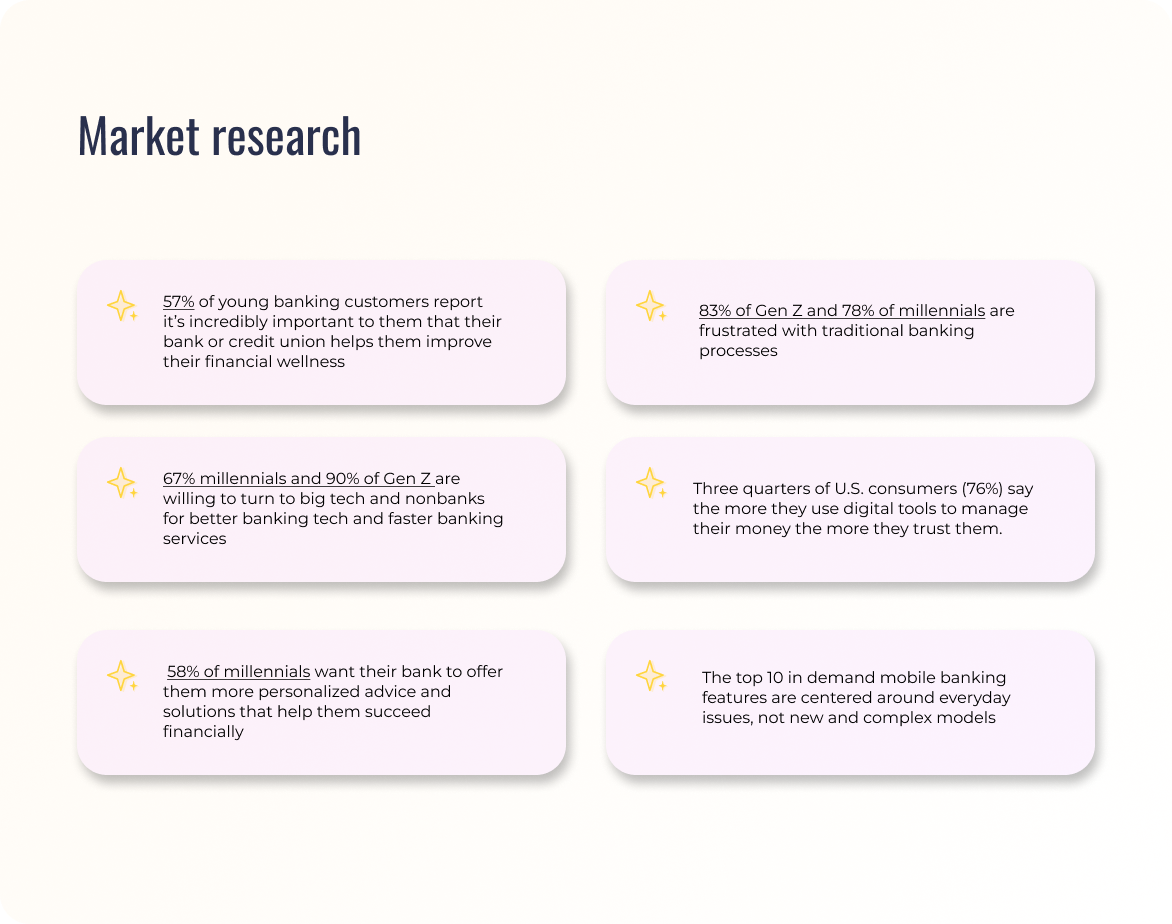 Market research
57% of young banking customers report
it’s incredibly important to them that their
bank or credit union helps them improve
their financial wellness
83% of Gen Z and 78% of millennials are
frustrated with traditional banking
processes
67% millennials and 90% of Gen Z are
willing to turn to big tech and nonbanks
for better banking tech and faster banking
services
Three quarters of U.S. consumers (76%) say
the more they use digital tools to manage
their money the more they trust them.
58% of millennials want their bank to offer
them more personalized advice and
solutions that help them succeed
financially
The top 10 in demand mobile banking
features are centered around everyday
issues, not new and complex models